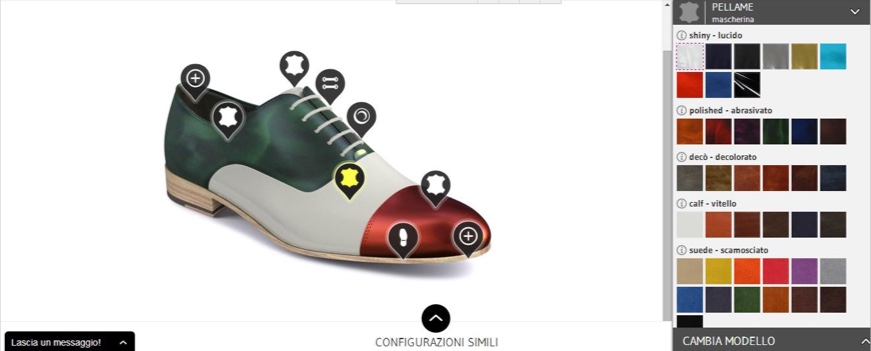 PELLAME
mascherina
shiny - lucido
polished - abrasivato
decò - decolorato
calf - vitello
suede - scamosciato
CAMBIA MODELLO
Lascia un messaggio!
CONFIGURAZIONI SIMILI